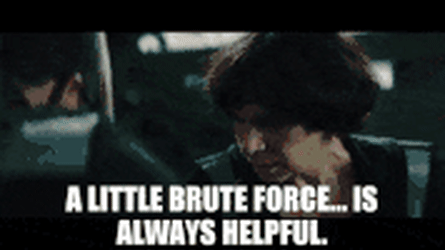 A LITTLE BRUTE FORCE... IS
ALWAYS HELPFUL.